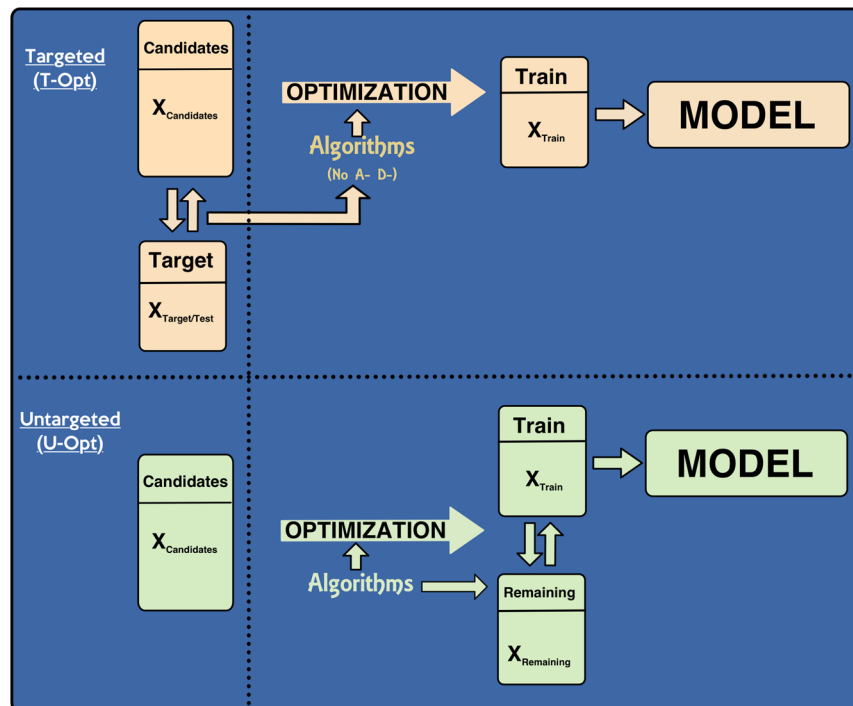 Targeted
(T-Opt)
Candidates
XCandidates
OPTIMIZATION
Algorithms
(No A- D-)
Train
XTrain
MODEL
Target
XTarget/Test
Untargeted
(U-Opt)
Candidates
XCandidates
OPTIMIZATION
Algorithms
Train
XTrain
MODEL
Remaining
XRemaining